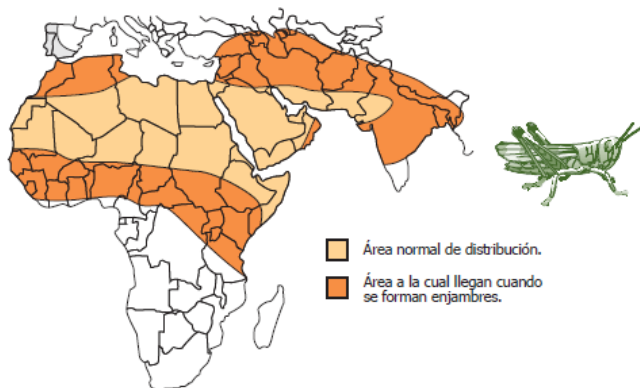 Área normal de distribución.
Área a la cual llegan cuando
se forman enjambres.